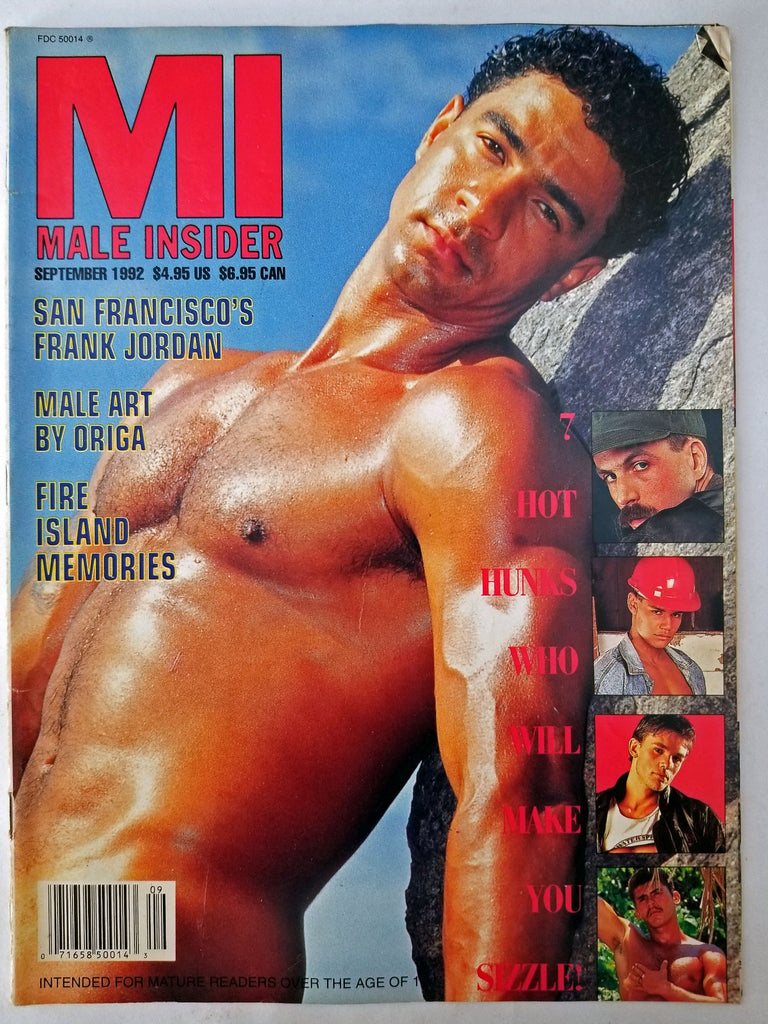 FDC 50014 ®
MI
MALE INSIDER
SEPTEMBER 1992 $4.95 US $6.95 CAN
SAN FRANCISCO'S
FRANK JORDAN
MALE ART
BY ORIGA
FIRE
ISLAND
MEMORIES
7
HOT
HUNKS
WHO
WILL
MAKE
YOU
SIZZLE!
09
0 71658 50014 3
INTENDED FOR MATURE READERS OVER THE AGE OF